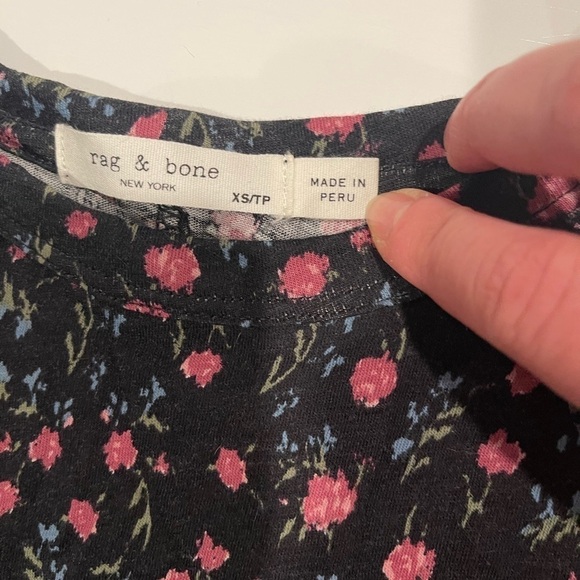 rag & bone
NEW YORK
XS/TP
MADE IN
PERU